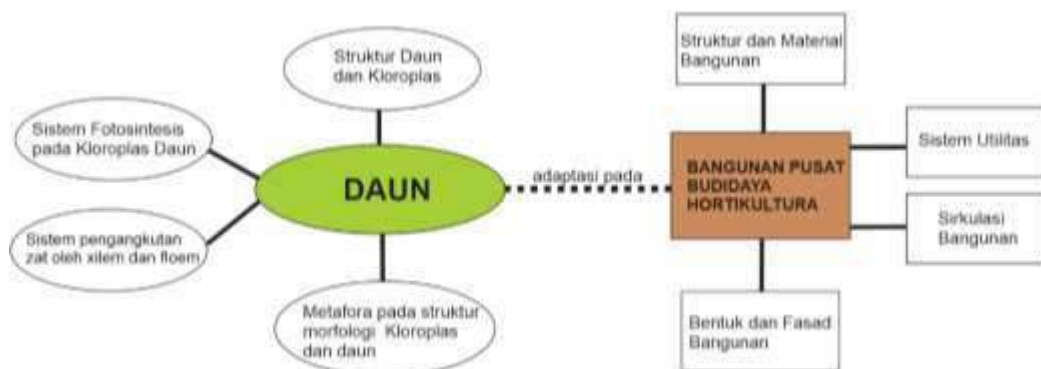 Struktur Daun
dan Kloroplas
Sistem Fotosintesis
pada Kloroplas Daun
DAUN
Sistem pengangkutan
zat oleh xilem dan floem
Metafora pada struktur
morfologi Kloroplas
dan daun
adaptasi pada
Struktur dan Material
Bangunan
BANGUNAN PUSAT
BUDIDAYA
HORTIKULTURA
Sistem Utilitas
Sirkulasi
Bangunan
Bentuk dan Fasad
Bangunan